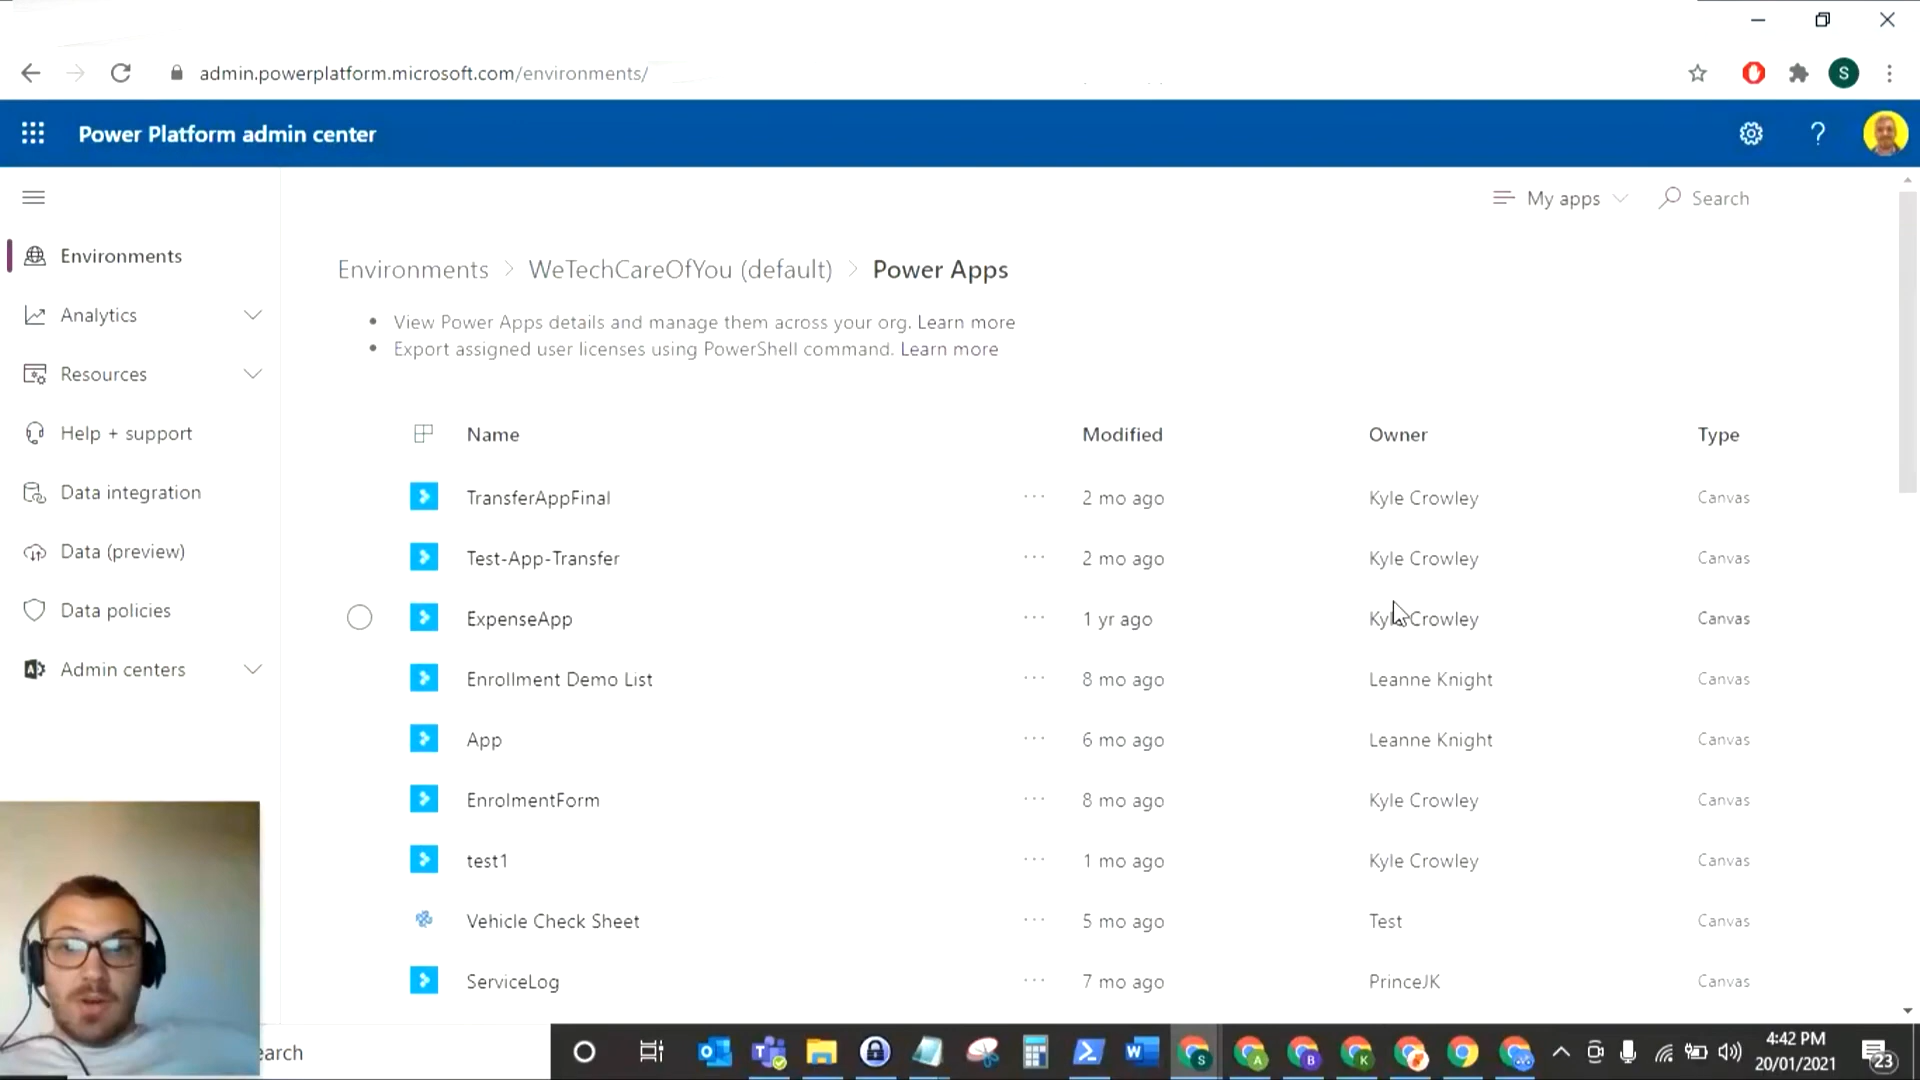 admin.powerplatform.microsoft.com/environments/
S
Power Platform admin center
?
My apps
Search
Environments
Analytics
Resources
Help + support
Data integration
Data (preview)
Data policies
Admin centers
Environments > WeTechCareOfYou (default) > Power Apps
• View Power Apps details and manage them across your org. Learn more
• Export assigned user licenses using PowerShell command. Learn more
Name Modified Owner Type
TransferAppFinal ··· 2 mo ago Kyle Crowley Canvas
Test-App-Transfer ··· 2 mo ago Kyle Crowley Canvas
ExpenseApp ··· 1 yr ago Kyle Crowley Canvas
Enrollment Demo List ··· 8 mo ago Leanne Knight Canvas
App ··· 6 mo ago Leanne Knight Canvas
EnrolmentForm ··· 8 mo ago Kyle Crowley Canvas
test1 ··· 1 mo ago Kyle Crowley Canvas
Vehicle Check Sheet ··· 5 mo ago Test Canvas
ServiceLog ··· 7 mo ago PrinceJK Canvas
earch
S A B K
4:42 PM
20/01/2021
23